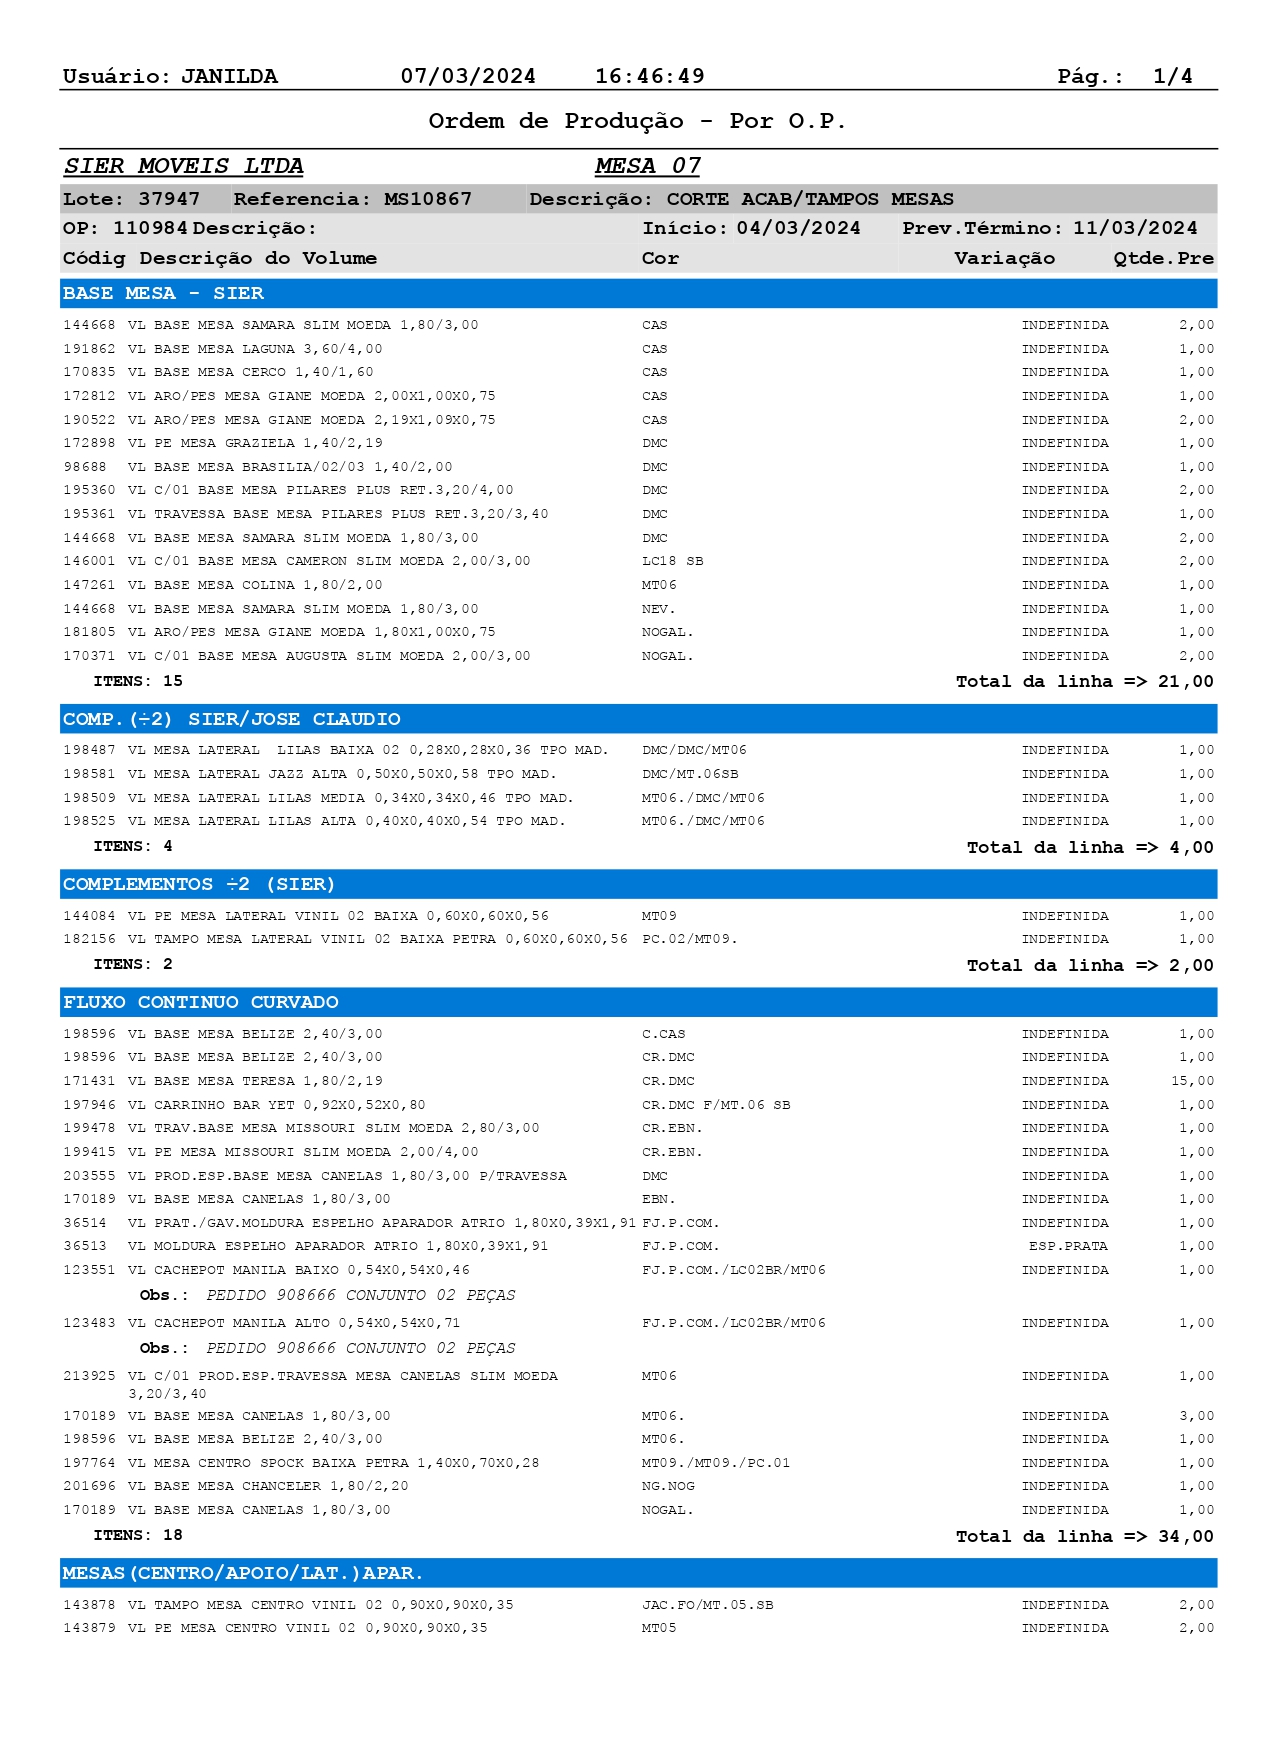 Usuário: JANILDA 07/03/2024 16:46:49 Pág.: 1/4
Ordem de Produção - Por O.P.
SIER MOVEIS LTDA MESA 07
Lote: 37947 Referencia: MS10867 Descrição: CORTE ACAB/TAMPOS MESAS
OP: 110984 Descrição: Início: 04/03/2024 Prev.Término: 11/03/2024
Códig Descrição do Volume Cor Variação Qtde.Pre
BASE MESA - SIER
144668 VL BASE MESA SAMARA SLIM MOEDA 1,80/3,00 CAS INDEFINIDA 2,00
191862 VL BASE MESA LAGUNA 3,60/4,00 CAS INDEFINIDA 1,00
170835 VL BASE MESA CERCO 1,40/1,60 CAS INDEFINIDA 1,00
172812 VL ARO/PES MESA GIANE MOEDA 2,00X1,00X0,75 CAS INDEFINIDA 1,00
190522 VL ARO/PES MESA GIANE MOEDA 2,19X1,09X0,75 CAS INDEFINIDA 2,00
172898 VL PE MESA GRAZIELA 1,40/2,19 DMC INDEFINIDA 1,00
98688 VL BASE MESA BRASILIA/02/03 1,40/2,00 DMC INDEFINIDA 1,00
195360 VL C/01 BASE MESA PILARES PLUS RET.3,20/4,00 DMC INDEFINIDA 2,00
195361 VL TRAVESSA BASE MESA PILARES PLUS RET.3,20/3,40 DMC INDEFINIDA 1,00
144668 VL BASE MESA SAMARA SLIM MOEDA 1,80/3,00 DMC INDEFINIDA 2,00
146001 VL C/01 BASE MESA CAMERON SLIM MOEDA 2,00/3,00 LC18 SB INDEFINIDA 2,00
147261 VL BASE MESA COLINA 1,80/2,00 MT06 INDEFINIDA 1,00
144668 VL BASE MESA SAMARA SLIM MOEDA 1,80/3,00 NEV. INDEFINIDA 1,00
181805 VL ARO/PES MESA GIANE MOEDA 1,80X1,00X0,75 NOGAL. INDEFINIDA 1,00
170371 VL C/01 BASE MESA AUGUSTA SLIM MOEDA 2,00/3,00 NOGAL. INDEFINIDA 2,00
ITENS: 15 Total da linha => 21,00
COMP.(÷2) SIER/JOSE CLAUDIO
198487 VL MESA LATERAL  LILAS BAIXA 02 0,28X0,28X0,36 TPO MAD. DMC/DMC/MT06 INDEFINIDA 1,00
198581 VL MESA LATERAL JAZZ ALTA 0,50X0,50X0,58 TPO MAD. DMC/MT.06SB INDEFINIDA 1,00
198509 VL MESA LATERAL LILAS MEDIA 0,34X0,34X0,46 TPO MAD. MT06./DMC/MT06 INDEFINIDA 1,00
198525 VL MESA LATERAL LILAS ALTA 0,40X0,40X0,54 TPO MAD. MT06./DMC/MT06 INDEFINIDA 1,00
ITENS: 4 Total da linha => 4,00
COMPLEMENTOS ÷2 (SIER)
144084 VL PE MESA LATERAL VINIL 02 BAIXA 0,60X0,60X0,56 MT09 INDEFINIDA 1,00
182156 VL TAMPO MESA LATERAL VINIL 02 BAIXA PETRA 0,60X0,60X0,56 PC.02/MT09. INDEFINIDA 1,00
ITENS: 2 Total da linha => 2,00
FLUXO CONTINUO CURVADO
198596 VL BASE MESA BELIZE 2,40/3,00 C.CAS INDEFINIDA 1,00
198596 VL BASE MESA BELIZE 2,40/3,00 CR.DMC INDEFINIDA 1,00
171431 VL BASE MESA TERESA 1,80/2,19 CR.DMC INDEFINIDA 15,00
197946 VL CARRINHO BAR YET 0,92X0,52X0,80 CR.DMC F/MT.06 SB INDEFINIDA 1,00
199478 VL TRAV.BASE MESA MISSOURI SLIM MOEDA 2,80/3,00 CR.EBN. INDEFINIDA 1,00
199415 VL PE MESA MISSOURI SLIM MOEDA 2,00/4,00 CR.EBN. INDEFINIDA 1,00
203555 VL PROD.ESP.BASE MESA CANELAS 1,80/3,00 P/TRAVESSA DMC INDEFINIDA 1,00
170189 VL BASE MESA CANELAS 1,80/3,00 EBN. INDEFINIDA 1,00
36514 VL PRAT./GAV.MOLDURA ESPELHO APARADOR ATRIO 1,80X0,39X1,91 FJ.P.COM. INDEFINIDA 1,00
36513 VL MOLDURA ESPELHO APARADOR ATRIO 1,80X0,39X1,91 FJ.P.COM. ESP.PRATA 1,00
123551 VL CACHEPOT MANILA BAIXO 0,54X0,54X0,46 FJ.P.COM./LC02BR/MT06 INDEFINIDA 1,00
Obs.: PEDIDO 908666 CONJUNTO 02 PEÇAS
123483 VL CACHEPOT MANILA ALTO 0,54X0,54X0,71 FJ.P.COM./LC02BR/MT06 INDEFINIDA 1,00
Obs.: PEDIDO 908666 CONJUNTO 02 PEÇAS
213925 VL C/01 PROD.ESP.TRAVESSA MESA CANELAS SLIM MOEDA MT06 INDEFINIDA 1,00
3,20/3,40
170189 VL BASE MESA CANELAS 1,80/3,00 MT06. INDEFINIDA 3,00
198596 VL BASE MESA BELIZE 2,40/3,00 MT06. INDEFINIDA 1,00
197764 VL MESA CENTRO SPOCK BAIXA PETRA 1,40X0,70X0,28 MT09./MT09./PC.01 INDEFINIDA 1,00
201696 VL BASE MESA CHANCELER 1,80/2,20 NG.NOG INDEFINIDA 1,00
170189 VL BASE MESA CANELAS 1,80/3,00 NOGAL. INDEFINIDA 1,00
ITENS: 18 Total da linha => 34,00
MESAS(CENTRO/APOIO/LAT.)APAR.
143878 VL TAMPO MESA CENTRO VINIL 02 0,90X0,90X0,35 JAC.FO/MT.05.SB INDEFINIDA 2,00
143879 VL PE MESA CENTRO VINIL 02 0,90X0,90X0,35 MT05 INDEFINIDA 2,00